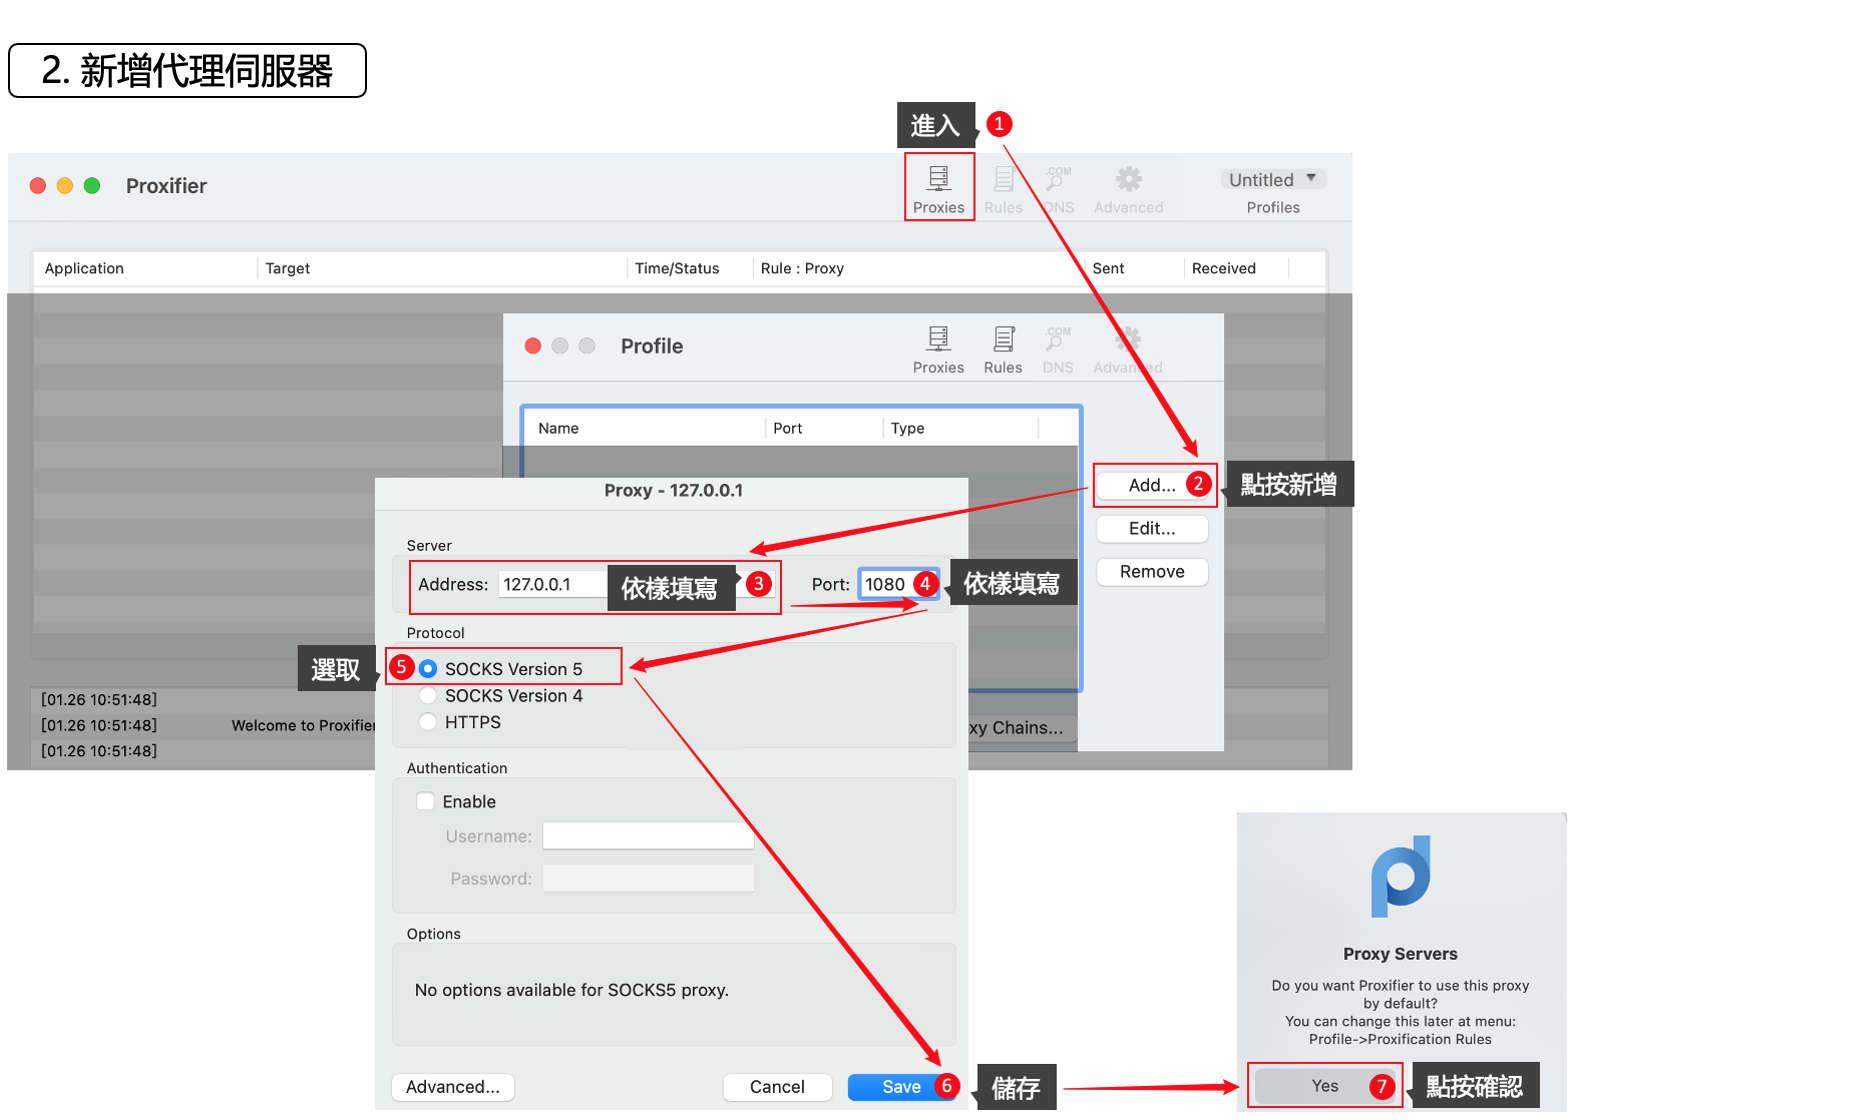 2. 新增代理伺服器
進入 1
Proxifier
Proxies Rules .COM DNS Advanced
Untitled
Profiles
Application Target Time/Status Rule : Proxy Sent Received
Profile
Proxies Rules .COM DNS Advanced
Name Port Type
Add... 2 點按新增
Edit...
Remove
Proxy - 127.0.0.1
Server
Address: 127.0.0.1 依樣填寫 3 Port: 1080 4 依樣填寫
Protocol
選取 5 SOCKS Version 5
SOCKS Version 4
HTTPS
[01.26 10:51:48]
[01.26 10:51:48] Welcome to Proxifier
[01.26 10:51:48]
xy Chains...
Authentication
Enable
Username:
Password:
Options
No options available for SOCKS5 proxy.
Advanced... Cancel Save 6 儲存
Proxy Servers
Do you want Proxifier to use this proxy
by default?
You can change this later at menu:
Profile->Proxification Rules
Yes 7 點按確認